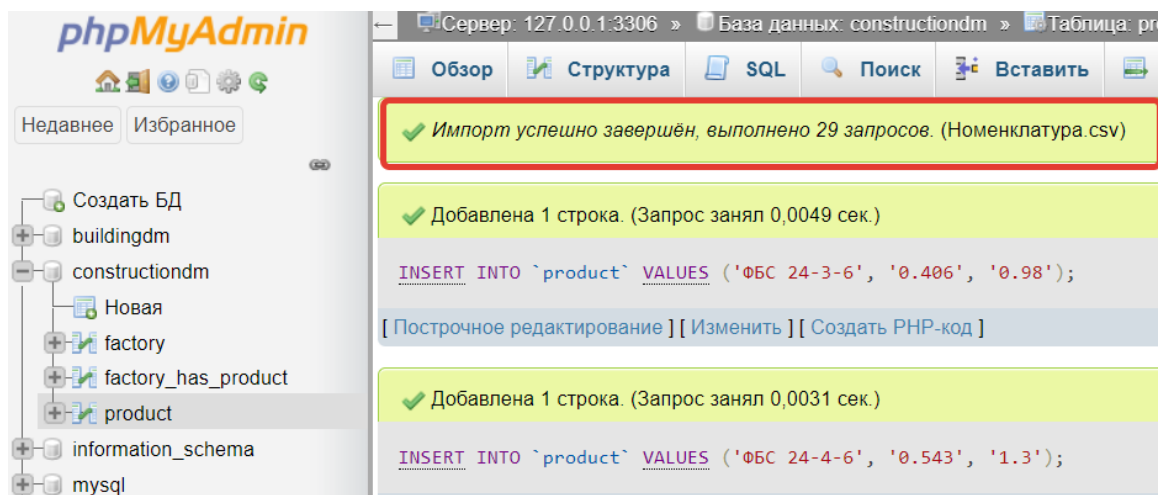 phpMyAdmin
Недавнее Избранное
Создать БД
buildingdm
constructiondm
Новая
factory
factory_has_product
product
information_schema
mysql
← Сервер: 127.0.0.1:3306 » База данных: constructiondm » Таблица: pr
Обзор Структура SQL Поиск Вставить
Импорт успешно завершён, выполнено 29 запросов. (Номенклатура.csv)
Добавлена 1 строка. (Запрос занял 0,0049 сек.)
INSERT INTO `product` VALUES ('ФБС 24-3-6', '0.406', '0.98');
[ Построчное редактирование ] [ Изменить ] [ Создать PHP-код ]
Добавлена 1 строка. (Запрос занял 0,0031 сек.)
INSERT INTO `product` VALUES ('ФБС 24-4-6', '0.543', '1.3');